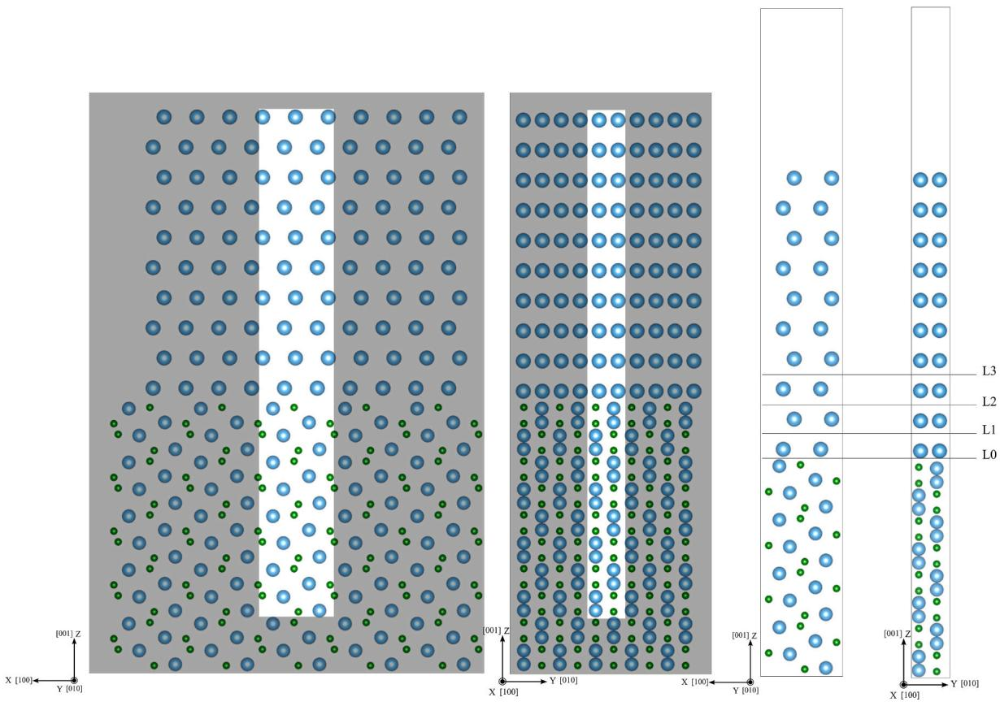 L3
L2
L1
L0
[001] Z
X [100]
Y [010]
[001] Z
Y [010]
X [100]
[001] Z
X [100]
Y [010]
[001] Z
Y [010]
X [100]